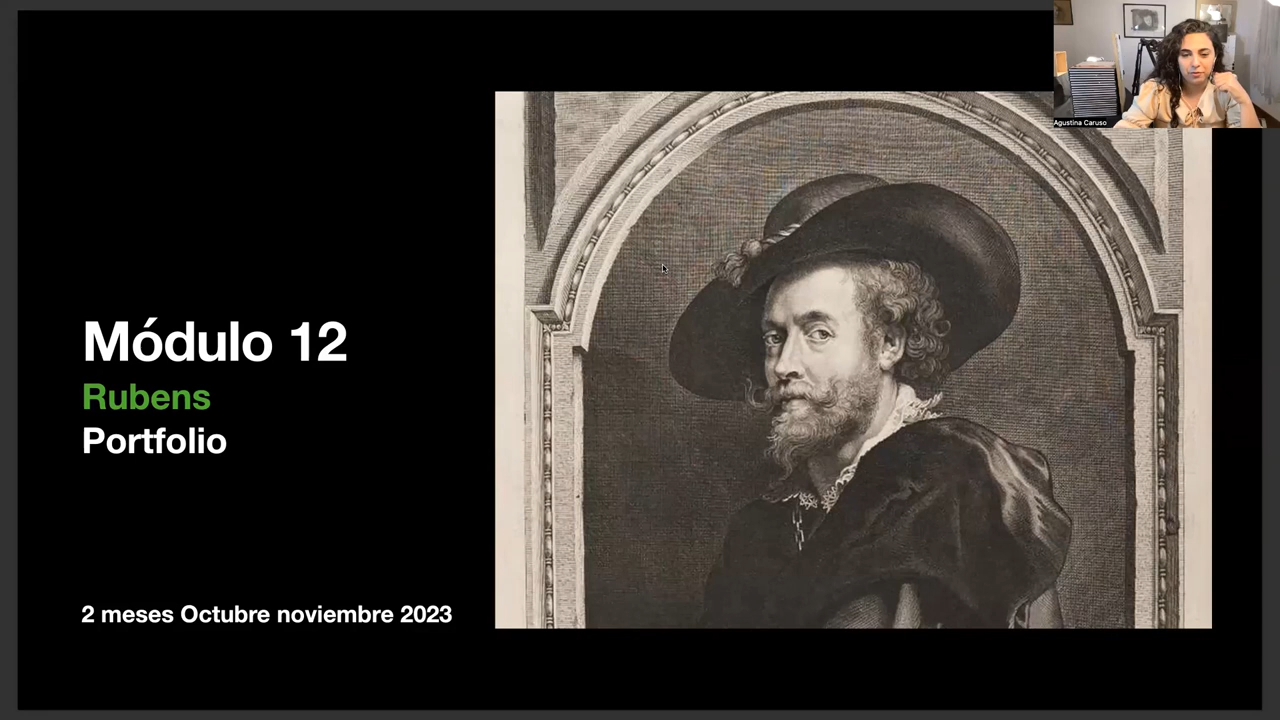 Agustina Caruso
Módulo 12
Rubens
Portfolio
2 meses Octubre noviembre 2023